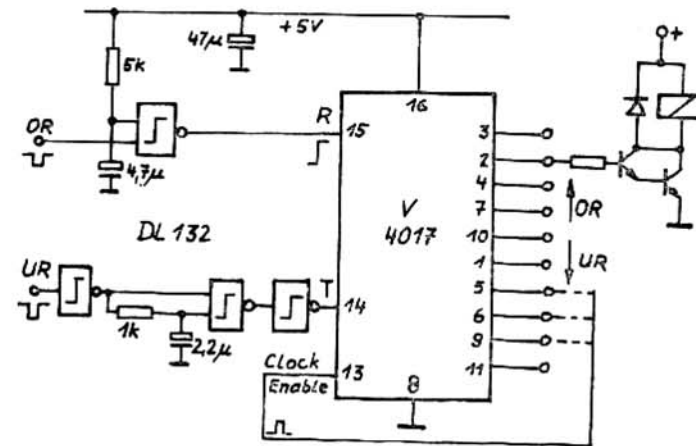 47µ
+5V
+
5k
16
OR
R
15
3
2
4,7µ
4
7
OR
DL 132
V
4017
10
1
UR
UR
T
14
5
1k
6
2,2µ
9
Clock
13
Enable
8
11